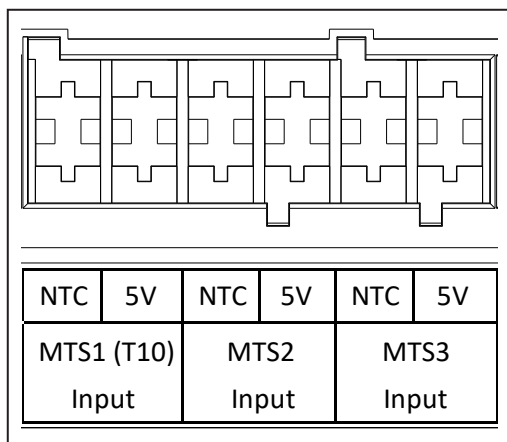 NTC 5V NTC 5V NTC 5V
MTS1 (T10) MTS2 MTS3
Input Input Input